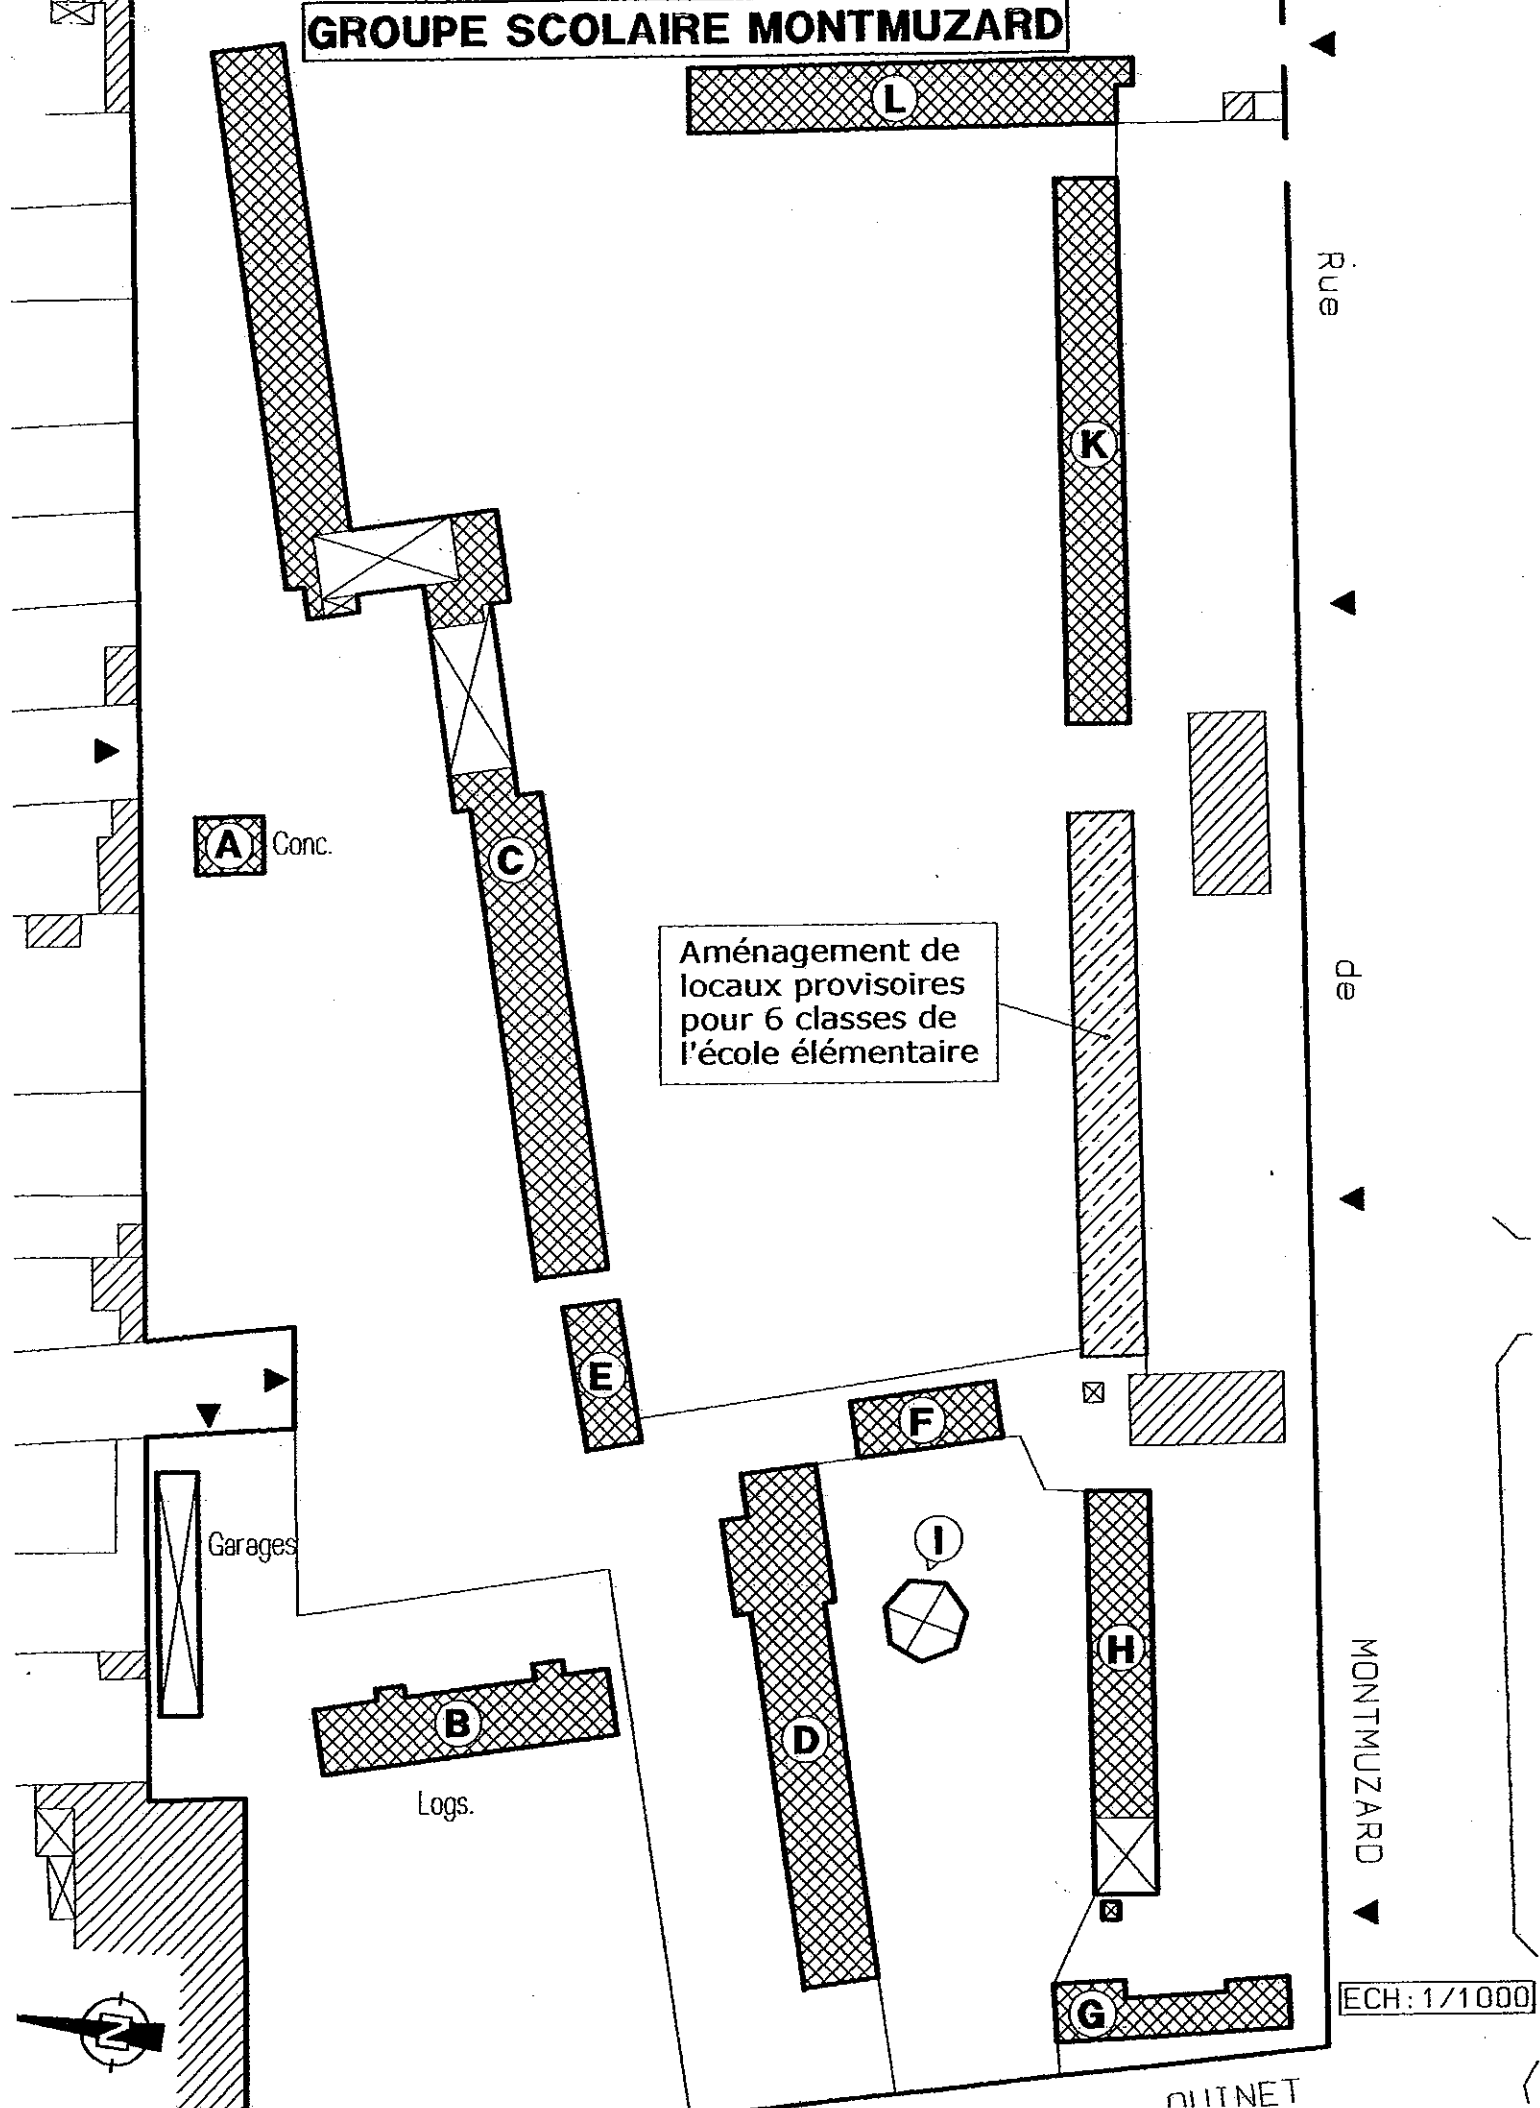 GROUPE SCOLAIRE MONTMUZARD
L
Rue
K
A Conc.
C
de
Aménagement de
locaux provisoires
pour 6 classes de
l'école élémentaire
E
F
I
Garages
H
B
D
MONTMUZARD
Logs.
G
ECH: 1/1000
N
QUINET